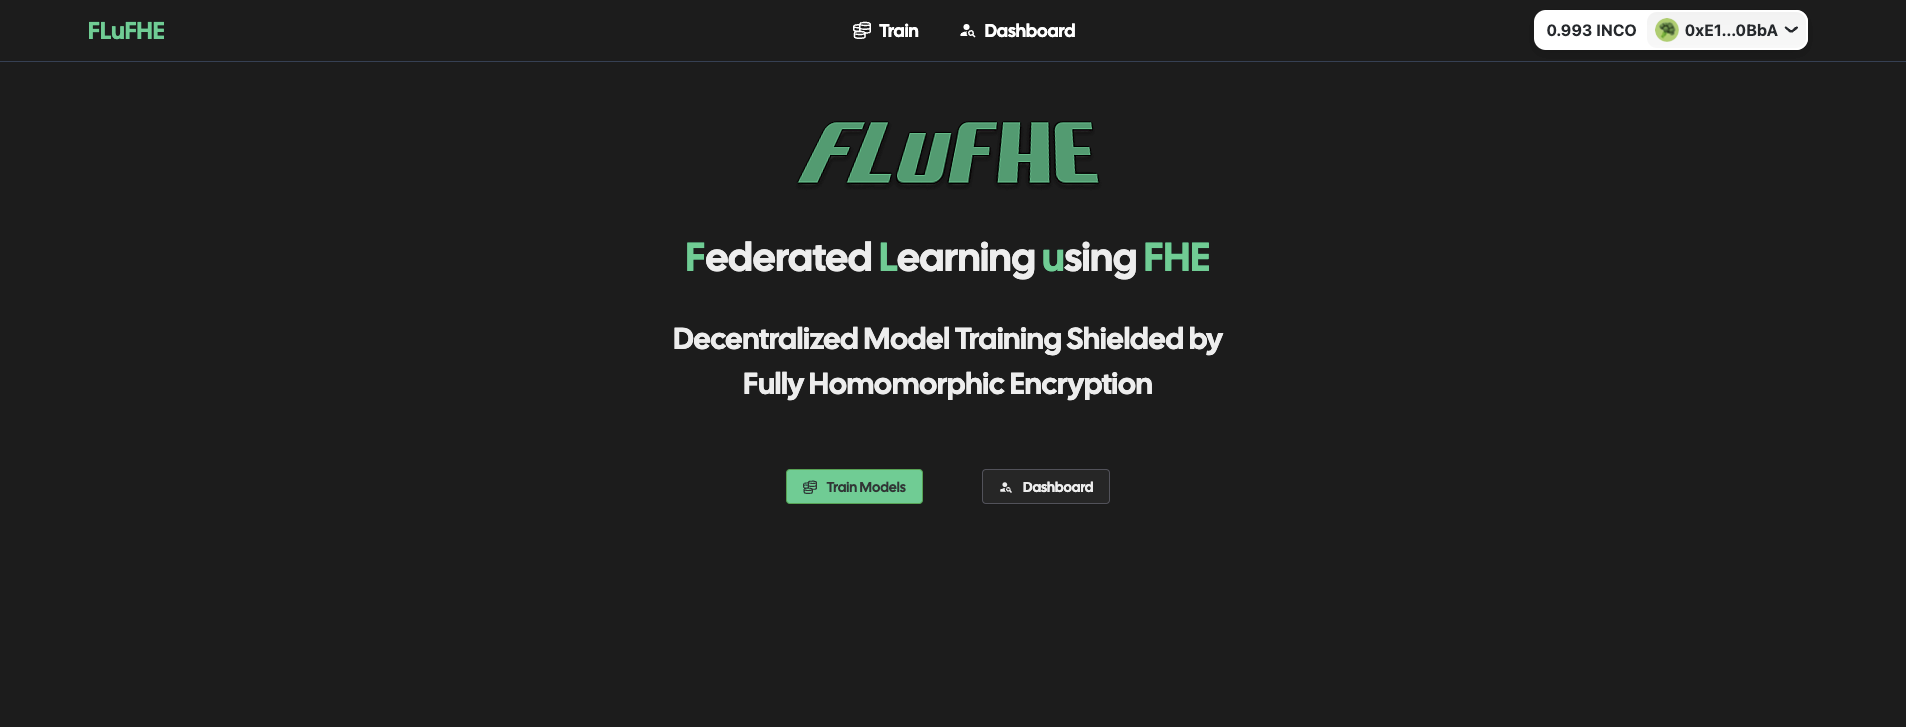 FLuFHE
Train
Dashboard
0.993 INCO
0xE1...0BbA
FLuFHE
Federated Learning using FHE
Decentralized Model Training Shielded by
Fully Homomorphic Encryption
Train Models
Dashboard